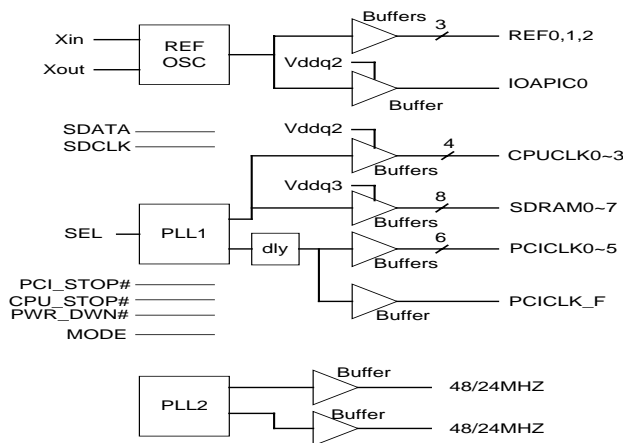 Buffers
Xin
REF
OSC
3
REF0,1,2
Xout
Vddq2
IOAPIC0
Buffer
SDATA
SDCLK
Vddq2
4
CPUCLK0~3
Buffers
Vddq3
8
SDRAM0~7
SEL
PLL1
Buffers
dly
6
PCICLK0~5
Buffers
PCI_STOP#
CPU_STOP#
PWR_DWN#
MODE
PCICLK_F
Buffer
PLL2
Buffer
48/24MHZ
Buffer
48/24MHZ